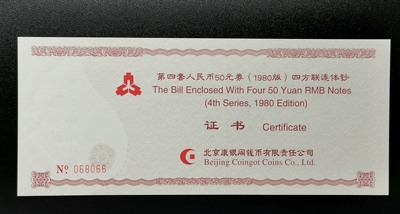 第四套人民币50元券（1980版）四方联连体钞
The Bill Enclosed With Four 50 Yuan RMB Notes
(4th Series, 1980 Edition)
证 书 Certificate
北京康银阁钱币有限责任公司
Beijing Coingot Coins Co., Ltd.
Nº 068066